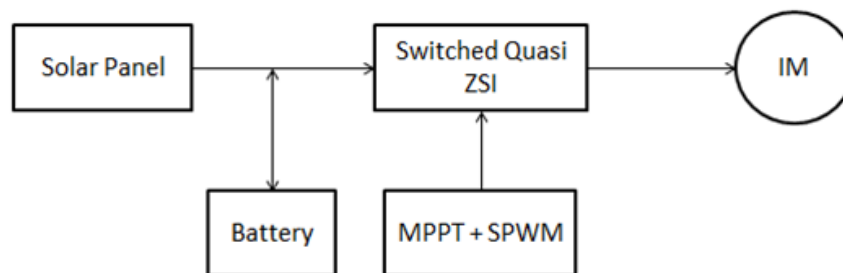 Solar Panel
Switched Quasi
ZSI
IM
Battery
MPPT + SPWM